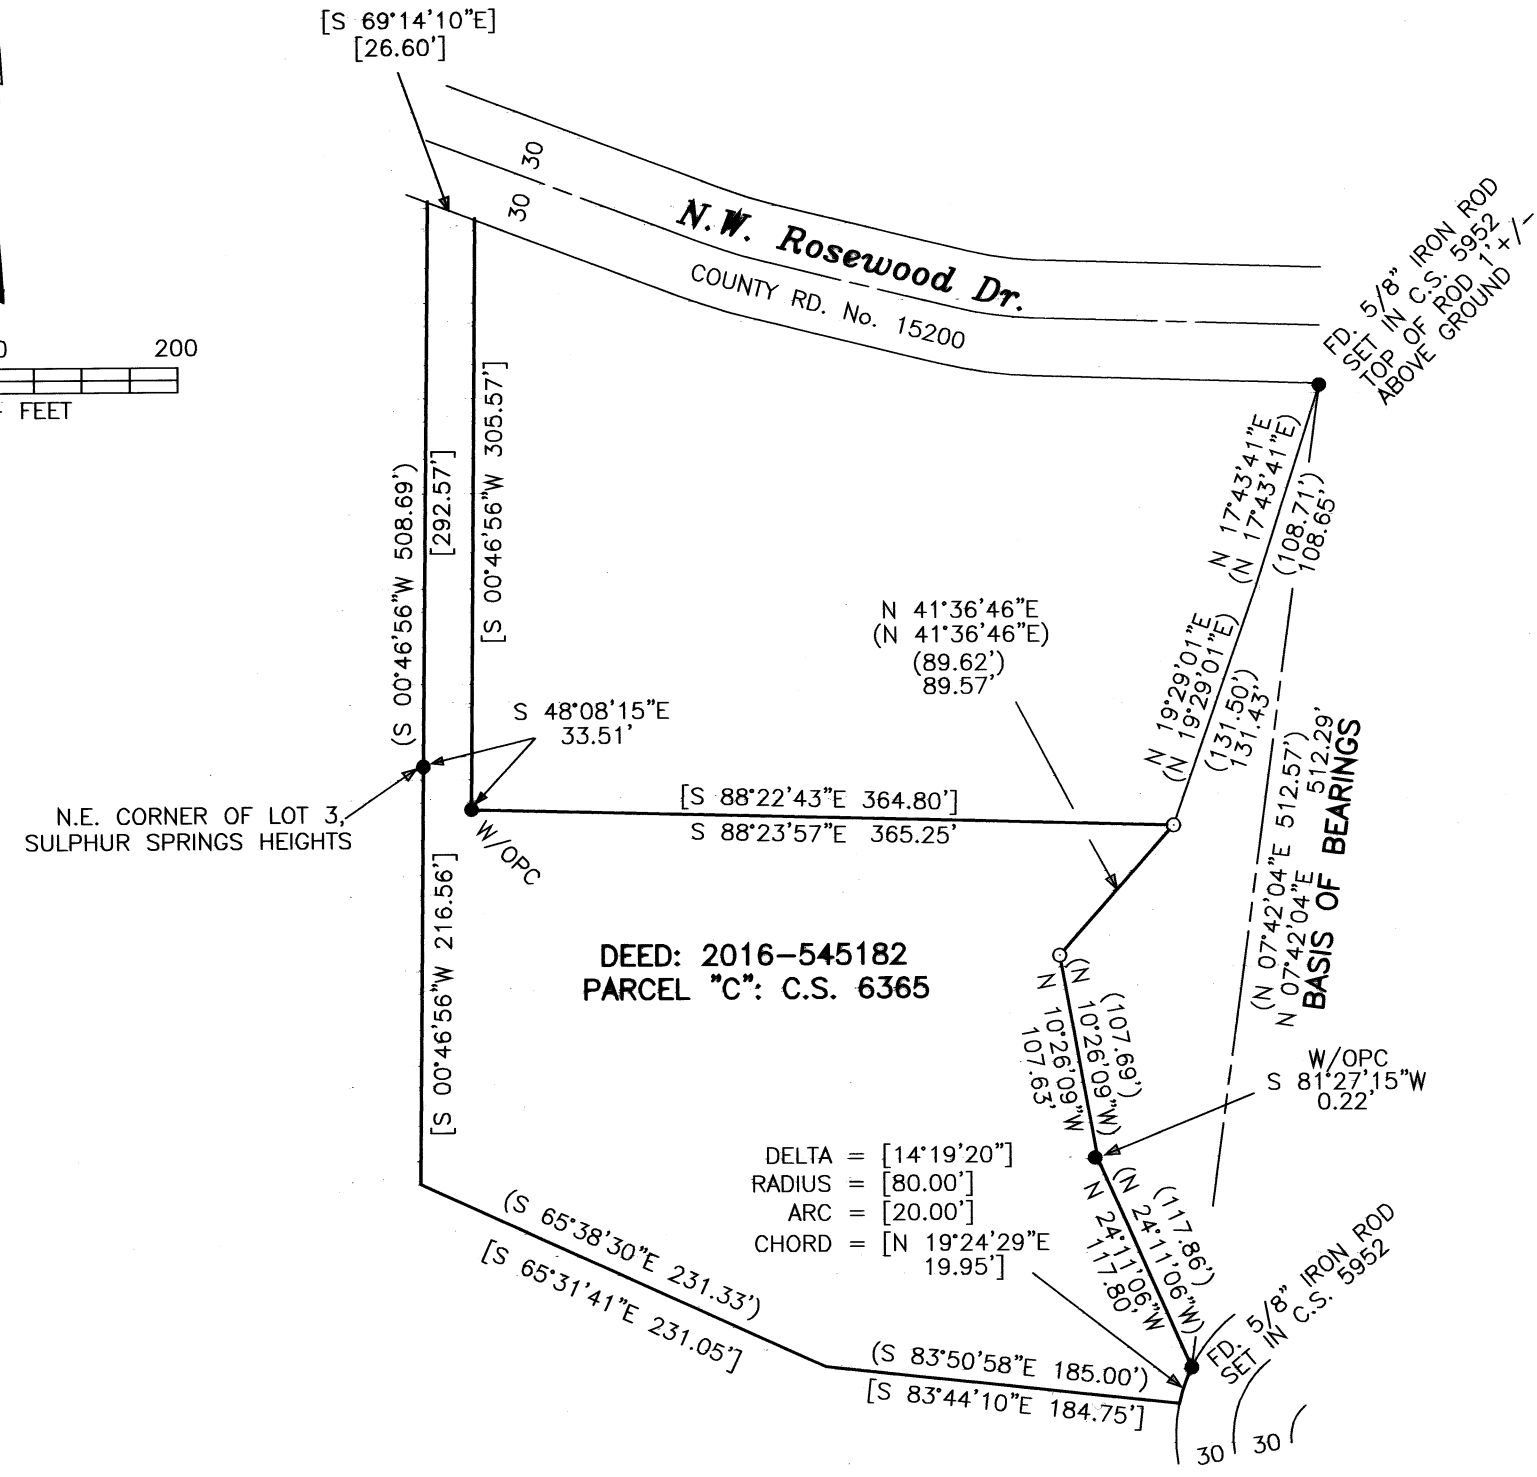 [S 69°14'10"E]
[26.60']
30
30
N.W. Rosewood Dr.
COUNTY RD. No. 15200
FD. 5/8" IRON ROD
SET IN C.S. 5952
TOP OF ROD 1'+/-
ABOVE GROUND
200
FEET
(S 00°46'56"W 508.69')
[292.57']
[S 00°46'56"W 305.57']
N 17°43'41"E
(N 17°43'41"E)
(108.71')
108.65'
N 41°36'46"E
(N 41°36'46"E)
(89.62')
89.57'
N 19°29'01"E
(N 19°29'01"E)
(131.50')
131.43'
S 48°08'15"E
33.51'
N.E. CORNER OF LOT 3,
SULPHUR SPRINGS HEIGHTS
[S 88°22'43"E 364.80']
S 88°23'57"E 365.25'
W/OPC
(N 07°42'04"E 512.57')
N 07°42'04"E 512.29'
BASIS OF BEARINGS
[S 00°46'56"W 216.56']
DEED: 2016-545182
PARCEL "C": C.S. 6365
(107.69')
(N 10°26'09"W)
N 10°26'09"W
107.63'
W/OPC
S 81°27'15"W
0.22'
DELTA = [14°19'20"]
RADIUS = [80.00']
ARC = [20.00']
CHORD = [N 19°24'29"E
19.95']
(117.86')
(N 24°11'06"W)
N 24°11'06"W
117.80'
(S 65°38'30"E 231.33')
[S 65°31'41"E 231.05']
(S 83°50'58"E 185.00')
[S 83°44'10"E 184.75']
FD. 5/8" IRON ROD
SET IN C.S. 5952
30
30